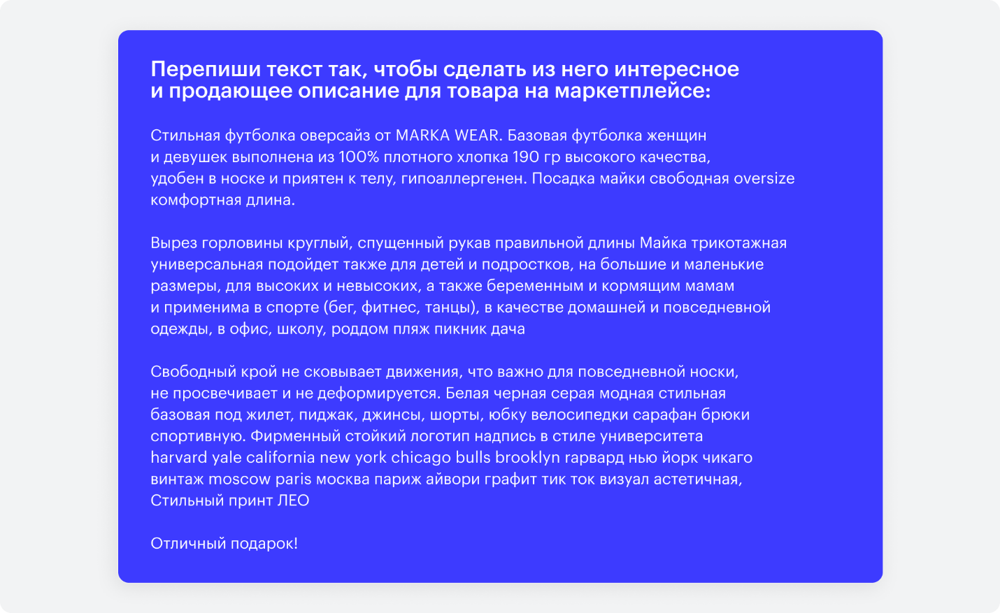 Перепиши текст так, чтобы сделать из него интересное
и продающее описание для товара на маркетплейсе:
Стильная футболка оверсайз от MARKA WEAR. Базовая футболка женщин
и девушек выполнена из 100% плотного хлопка 190 гр высокого качества,
удобен в носке и приятен к телу, гипоаллергенен. Посадка майки свободная oversize
комфортная длина.
Вырез горловины круглый, спущенный рукав правильной длины Майка трикотажная
универсальная подойдет также для детей и подростков, на большие и маленькие
размеры, для высоких и невысоких, а также беременным и кормящим мамам
и применима в спорте (бег, фитнес, танцы), в качестве домашней и повседневной
одежды, в офис, школу, роддом пляж пикник дача
Свободный крой не сковывает движения, что важно для повседневной носки,
не просвечивает и не деформируется. Белая черная серая модная стильная
базовая под жилет, пиджак, джинсы, шорты, юбку велосипедки сарафан брюки
спортивную. Фирменный стойкий логотип надпись в стиле университета
harvard yale california new york chicago bulls brooklyn гарвард нью йорк чикаго
винтаж moscow paris москва париж айвори графит тик ток визуал астетичная,
Стильный принт ЛЕО
Отличный подарок!